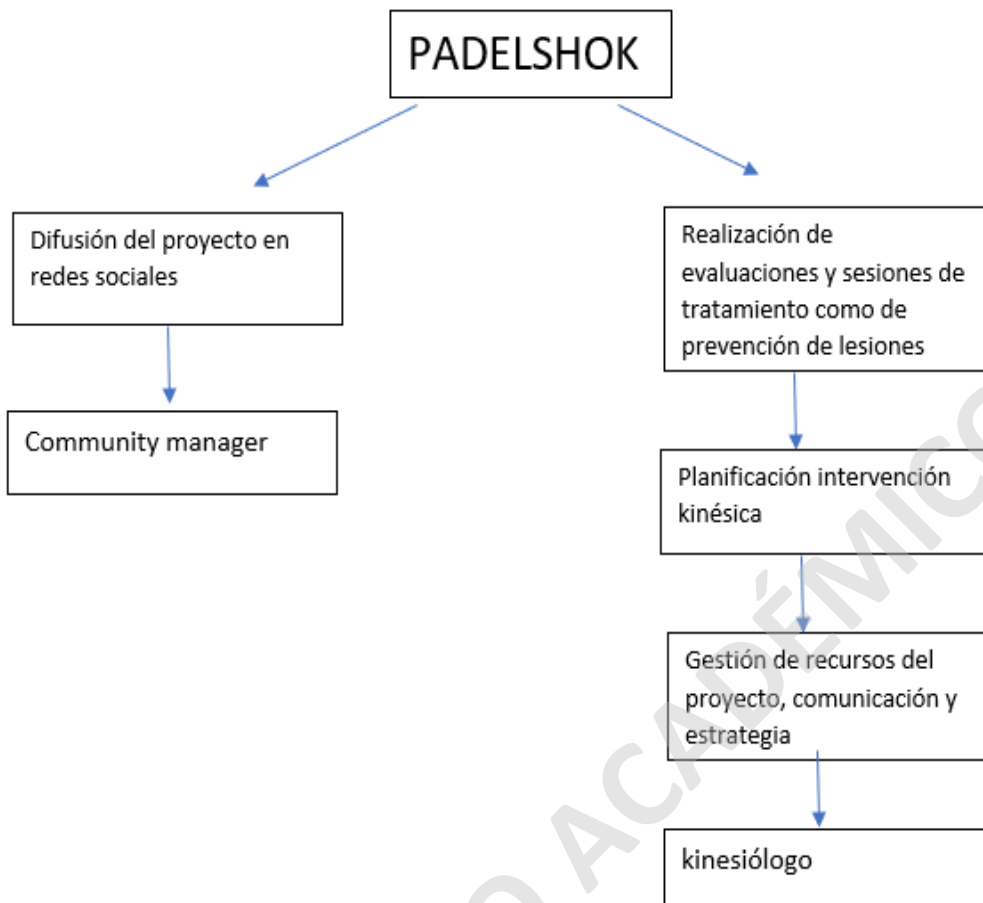 PADELSHOK
Difusión del proyecto en
redes sociales
Community manager
Realización de
evaluaciones y sesiones de
tratamiento como de
prevención de lesiones
Planificación intervención
kinésica
Gestión de recursos del
proyecto, comunicación y
estrategia
kinesiólogo
O ACADÉMICO